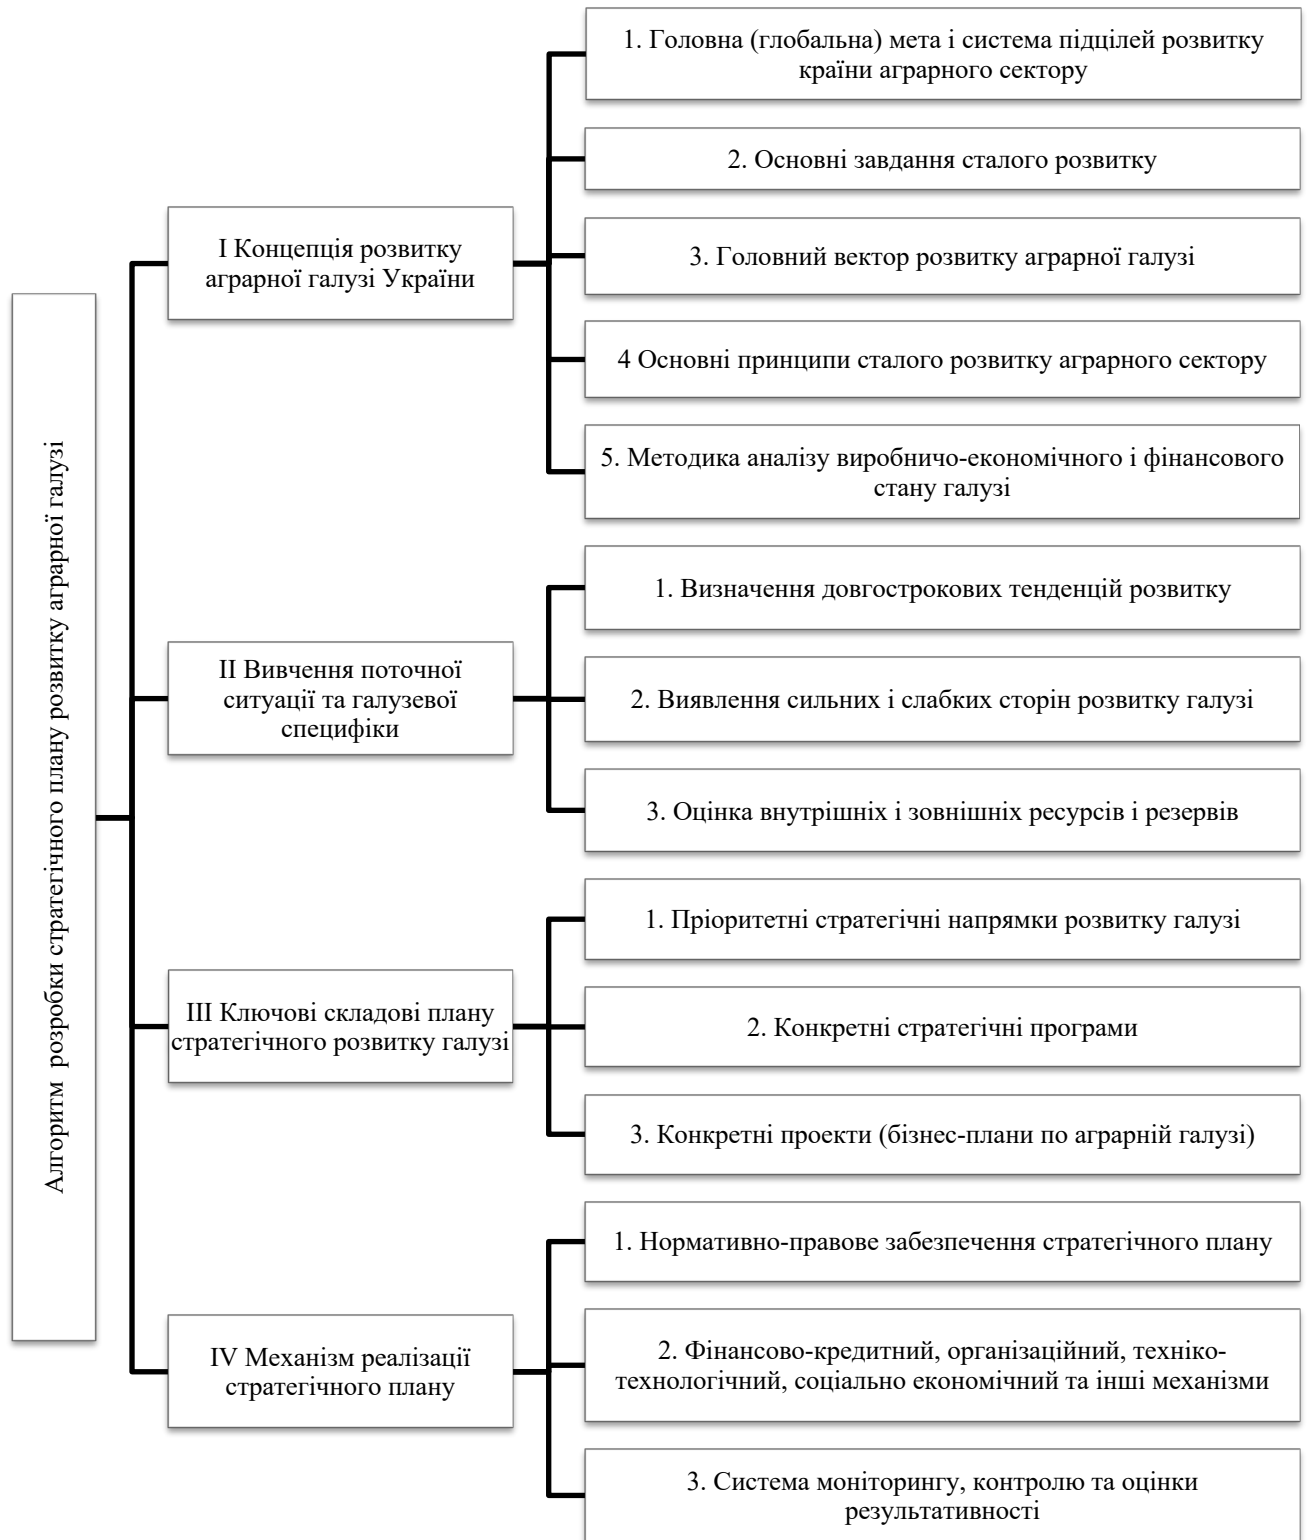 Алгоритм розробки стратегічного плану розвитку аграрної галузі
І Концепція розвитку
аграрної галузі України
1. Головна (глобальна) мета і система підцілей розвитку
країни аграрного сектору
2. Основні завдання сталого розвитку
3. Головний вектор розвитку аграрної галузі
4 Основні принципи сталого розвитку аграрного сектору
5. Методика аналізу виробничо-економічного і фінансового
стану галузі
ІІ Вивчення поточної
ситуації та галузевої
специфіки
1. Визначення довгострокових тенденцій розвитку
2. Виявлення сильних і слабких сторін розвитку галузі
3. Оцінка внутрішніх і зовнішніх ресурсів і резервів
ІІІ Ключові складові плану
стратегічного розвитку галузі
1. Пріоритетні стратегічні напрямки розвитку галузі
2. Конкретні стратегічні програми
3. Конкретні проекти (бізнес-плани по аграрній галузі)
IV Механізм реалізації
стратегічного плану
1. Нормативно-правове забезпечення стратегічного плану
2. Фінансово-кредитний, організаційний, техніко-
технологічний, соціально економічний та інші механізми
3. Система моніторингу, контролю та оцінки
результативності